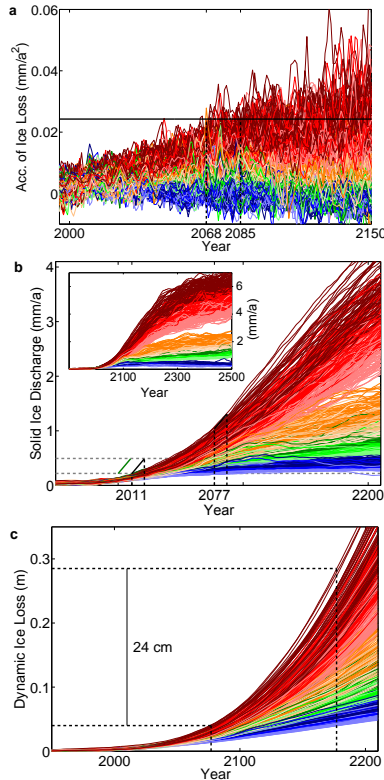 a
Acc. of Ice Loss (mm/a²)
0.06
0.04
0.02
0
2000
2068
2085
2150
Year
b
Solid Ice Discharge (mm/a)
4
3
2
1
0
6
4
2
(mm/a)
2100
2300
2500
Year
2011
2077
2200
Year
c
Dynamic Ice Loss (m)
0.3
0.2
0.1
0
24 cm
2000
2100
2200
Year